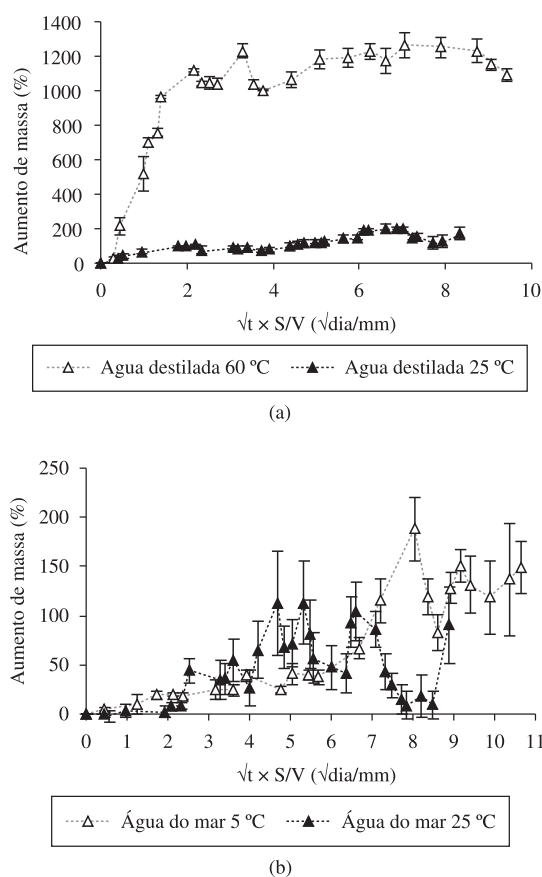 1400
1200
1000
800
600
400
200
0
Aumento de massa (%)
0 2 4 6 8 10
√t × S/V (√dia/mm)
Agua destilada 60 ºC Agua destilada 25 ºC
(a)
250
200
150
100
50
0
Aumento de massa (%)
0 1 2 3 4 5 6 7 8 9 10 11
√t × S/V (√dia/mm)
Água do mar 5 ºC Água do mar 25 ºC
(b)